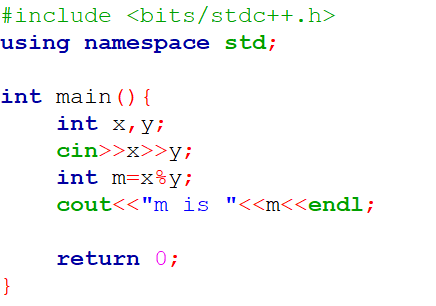 #include <bits/stdc++.h>
using namespace std;

int main(){
    int x,y;
    cin>>x>>y;
    int m=x%y;
    cout<<"m is "<<m<<endl;

    return 0;
}